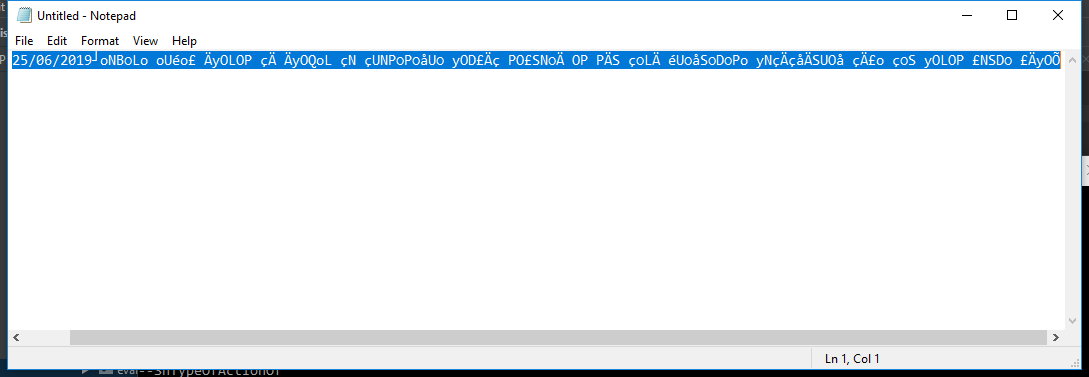 Untitled - Notepad
File Edit Format View Help
25/06/2019┘oNBoLo oUéo£ ÄyOLOP çÄ ÄyOQoL çN çUNPoPoåUo yOD£Äç PO£SNoÄ OP PÄS çoLÄ éUoåSoDoPo yNçÄçåÄSUOå çÄ£o çoS yOLOP £NSDo £ÄyOÕ
Ln 1, Col 1